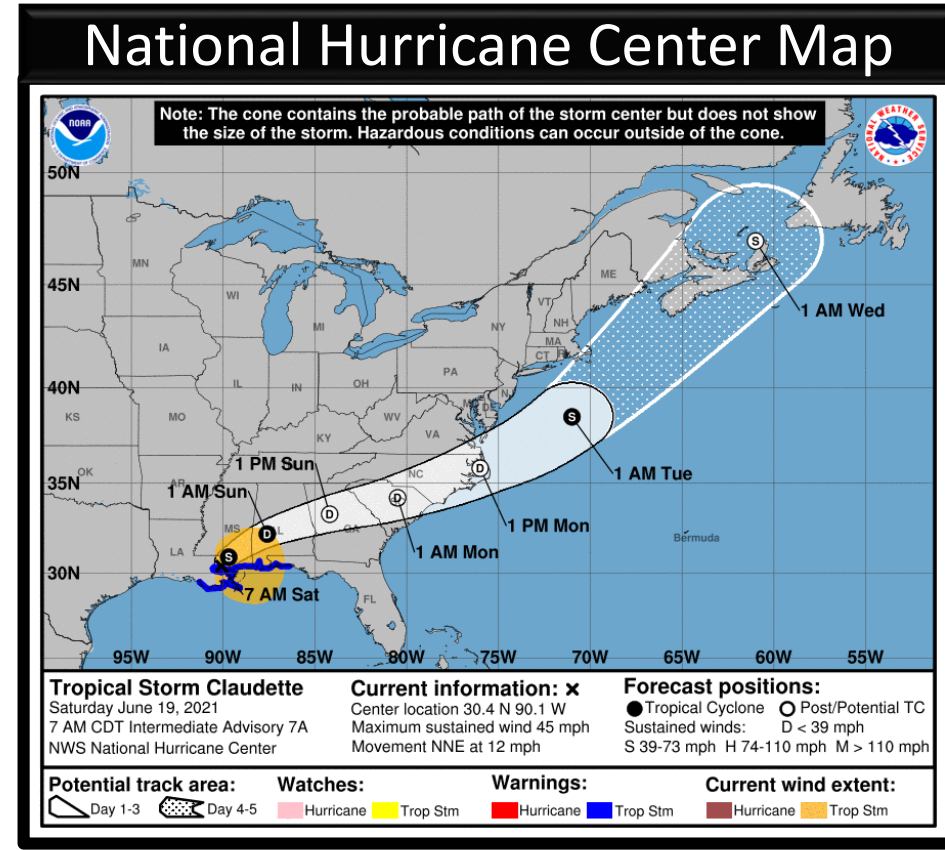 National Hurricane Center Map
Note: The cone contains the probable path of the storm center but does not show
the size of the storm. Hazardous conditions can occur outside of the cone.
NOAA
NATIONAL WEATHER SERVICE
50N
45N
40N
35N
30N
MN
WI
MI
IA
IL
IN
OH
PA
NY
VT
NH
ME
MA
CT
RI
KS
MO
KY
WV
VA
DE
OK
AR
NC
MS
GA
LA
FL
Bermuda
1 AM Wed
1 AM Tue
1 PM Mon
1 AM Mon
1 PM Sun
1 AM Sun
7 AM Sat
S
S
D
D
D
D
S
95W 90W 85W 80W 75W 70W 65W 60W 55W
Tropical Storm Claudette
Saturday June 19, 2021
7 AM CDT Intermediate Advisory 7A
NWS National Hurricane Center
Current information: ×
Center location 30.4 N 90.1 W
Maximum sustained wind 45 mph
Movement NNE at 12 mph
Forecast positions:
Tropical Cyclone Post/Potential TC
Sustained winds: D < 39 mph
S 39-73 mph H 74-110 mph M > 110 mph
Potential track area:
Day 1-3 Day 4-5
Watches:
Hurricane Trop Stm
Warnings:
Hurricane Trop Stm
Current wind extent:
Hurricane Trop Stm